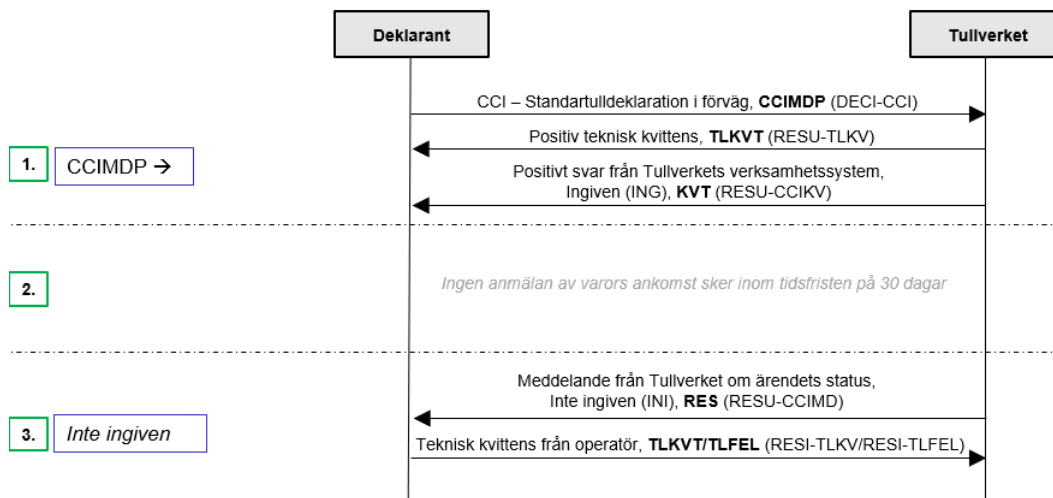 Deklarant
Tullverket
CCI – Standartulldeklaration i förväg, CCIMDP (DECI-CCI)
Positiv teknisk kvittens, TLKVT (RESU-TLKV)
1.
CCIMDP →
Positivt svar från Tullverkets verksamhetssystem,
Ingiven (ING), KVT (RESU-CCIKV)
2.
Ingen anmälan av varors ankomst sker inom tidsfristen på 30 dagar
Meddelande från Tullverket om ärendets status,
Inte ingiven (INI), RES (RESU-CCIMD)
3.
Inte ingiven
Teknisk kvittens från operatör, TLKVT/TLFEL (RESI-TLKV/RESI-TLFEL)